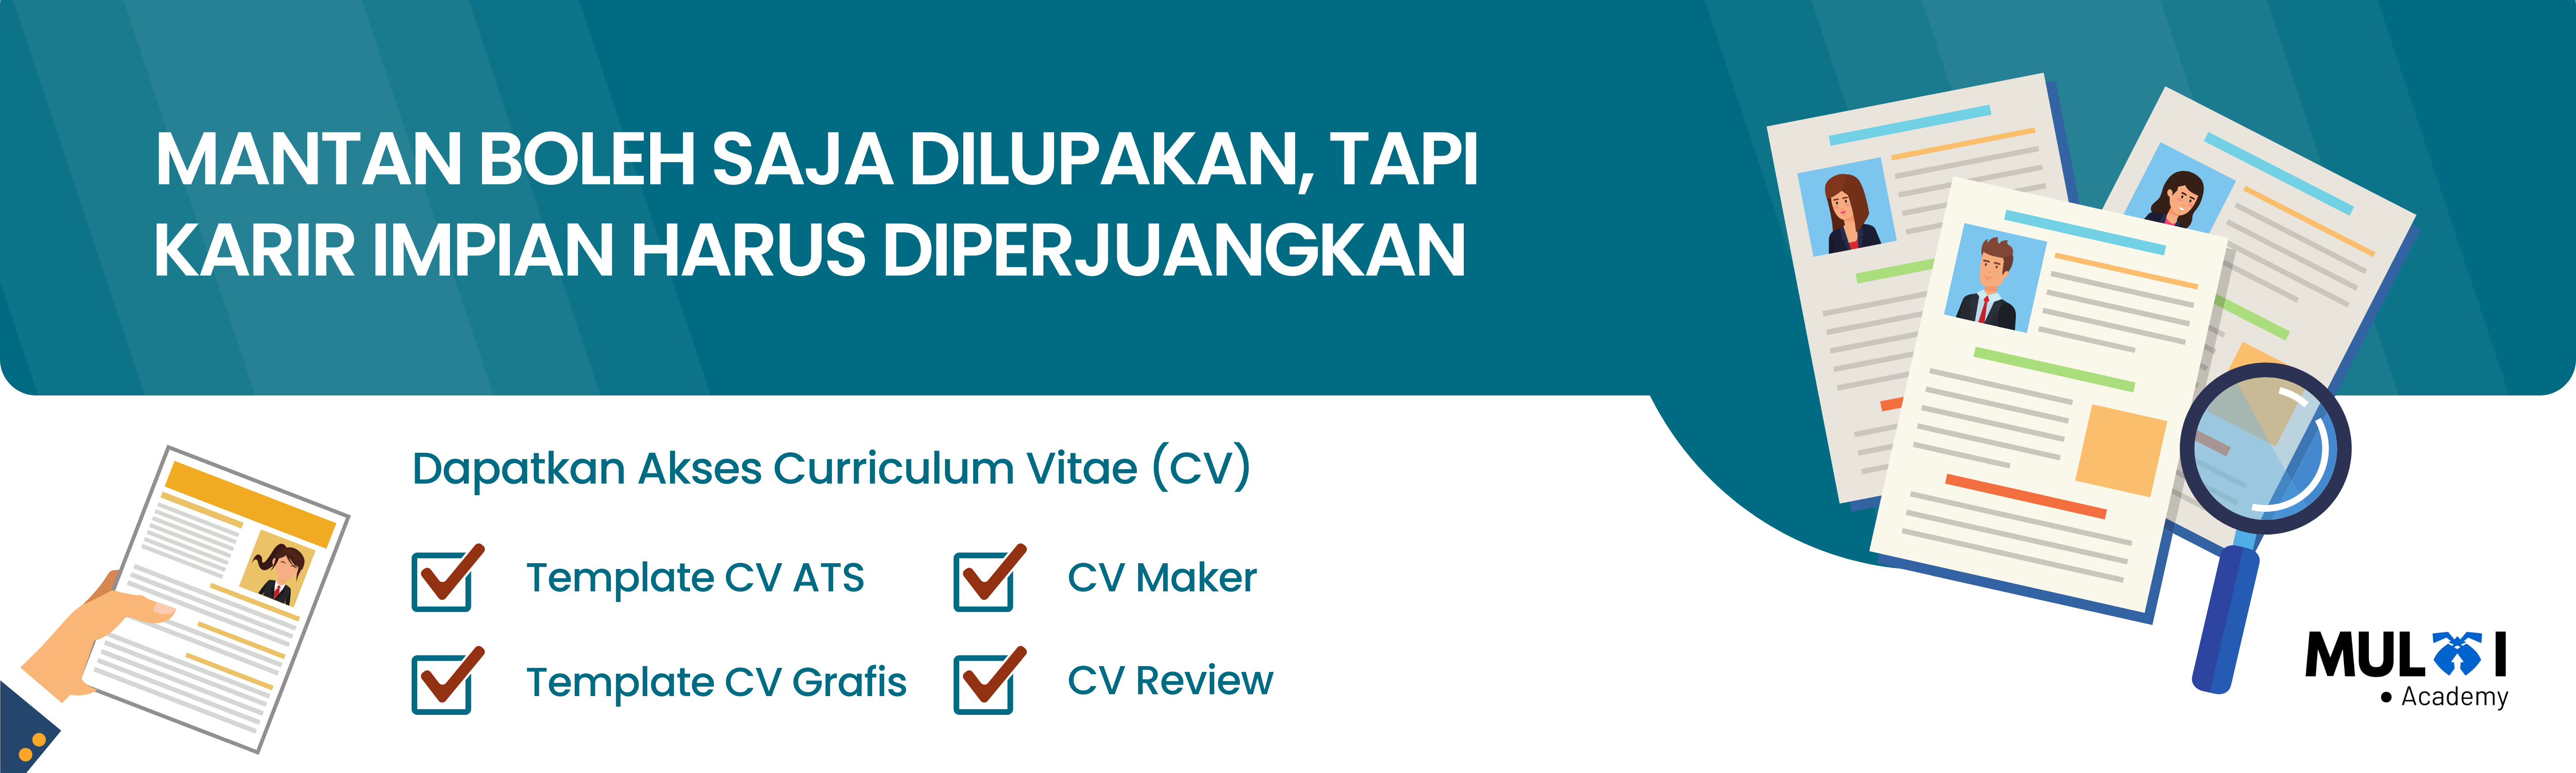 MANTAN BOLEH SAJA DILUPAKAN, TAPI
KARIR IMPIAN HARUS DIPERJUANGKAN
Dapatkan Akses Curriculum Vitae (CV)
Template CV ATS
CV Maker
Template CV Grafis
CV Review
Academy